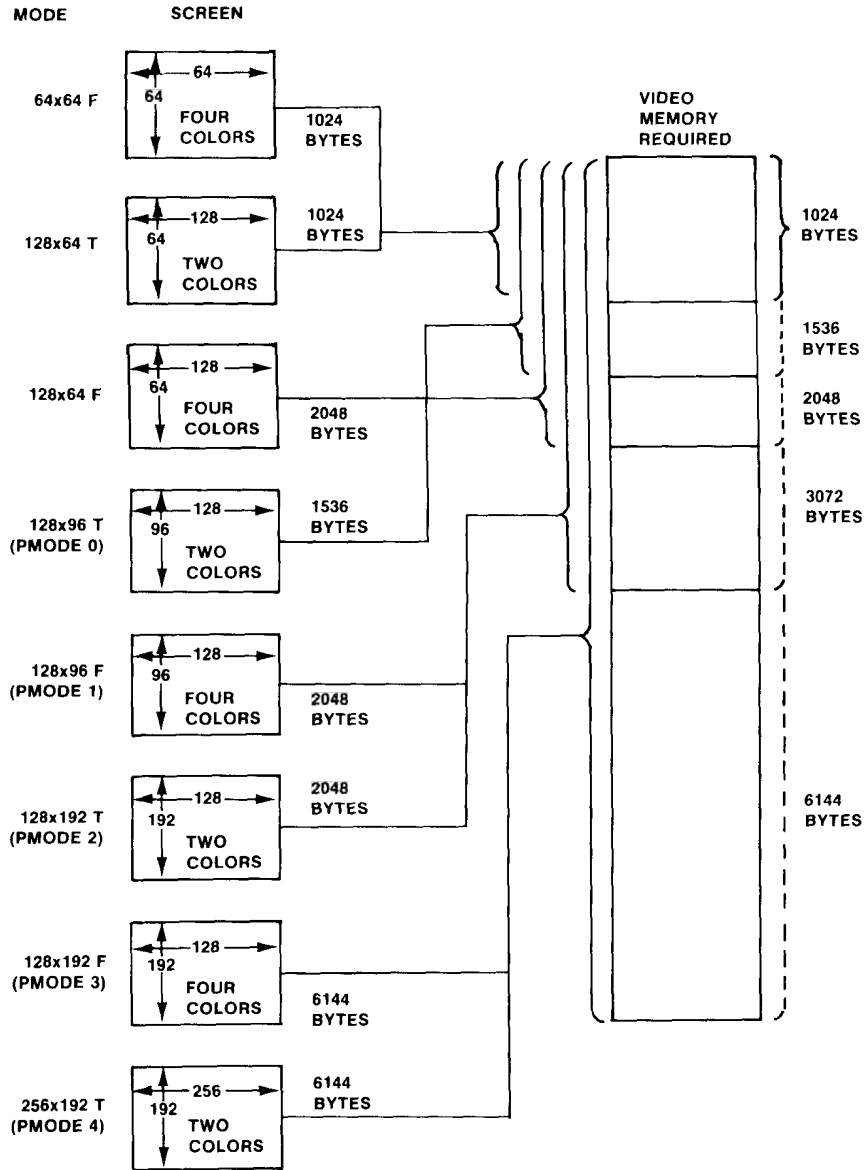 MODE
SCREEN
64x64 F
64
64
FOUR
COLORS
1024
BYTES
VIDEO
MEMORY
REQUIRED
128x64 T
128
64
TWO
COLORS
1024
BYTES
1024
BYTES
128x64 F
128
64
FOUR
COLORS
2048
BYTES
1536
BYTES
2048
BYTES
128x96 T
(PMODE 0)
128
96
TWO
COLORS
1536
BYTES
3072
BYTES
128x96 F
(PMODE 1)
128
96
FOUR
COLORS
2048
BYTES
128x192 T
(PMODE 2)
128
192
TWO
COLORS
2048
BYTES
6144
BYTES
128x192 F
(PMODE 3)
128
192
FOUR
COLORS
6144
BYTES
256x192 T
(PMODE 4)
256
192
TWO
COLORS
6144
BYTES